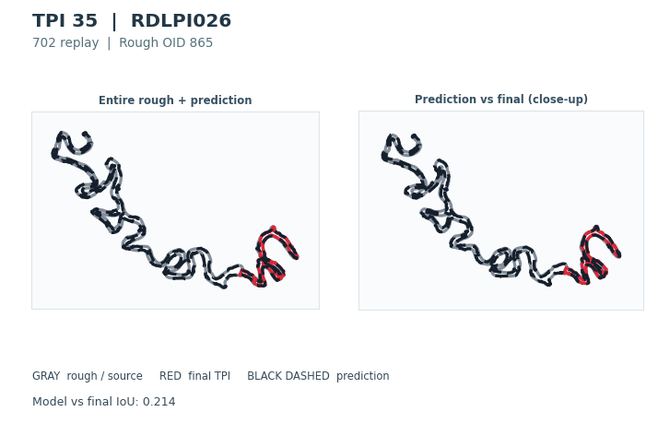 TPI 35 | RDLPI026
702 replay | Rough OID 865
Entire rough + prediction
Prediction vs final (close-up)
GRAY rough / source RED final TPI BLACK DASHED prediction
Model vs final IoU: 0.214